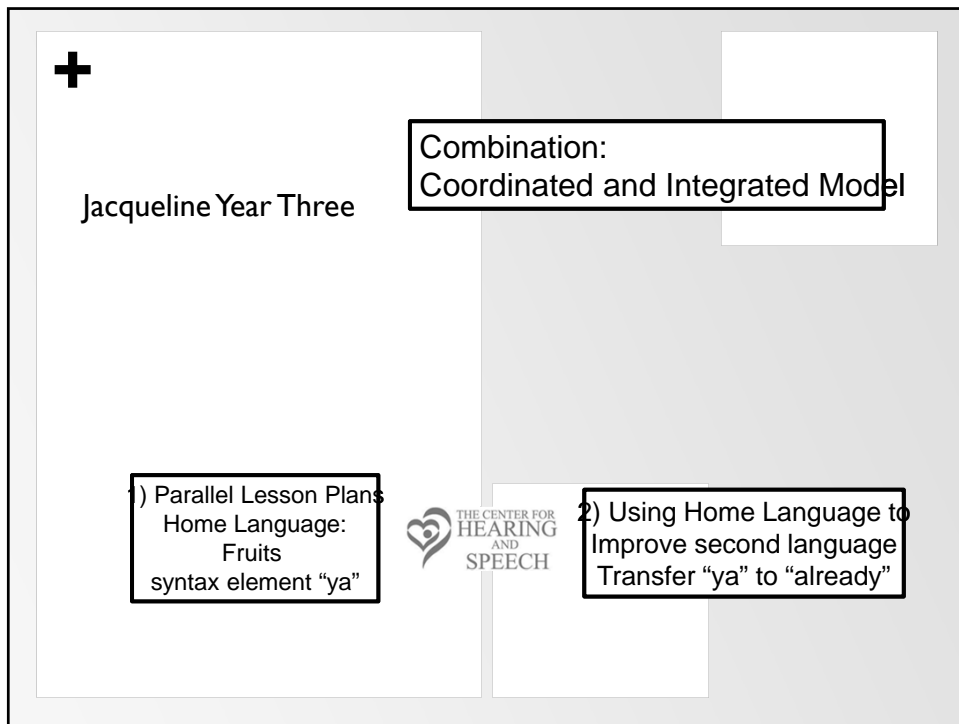 +
Jacqueline Year Three
Combination:
Coordinated and Integrated Model
1) Parallel Lesson Plans
Home Language:
Fruits
syntax element “ya”
THE CENTER FOR
HEARING
AND
SPEECH
2) Using Home Language to
Improve second language
Transfer “ya” to “already”